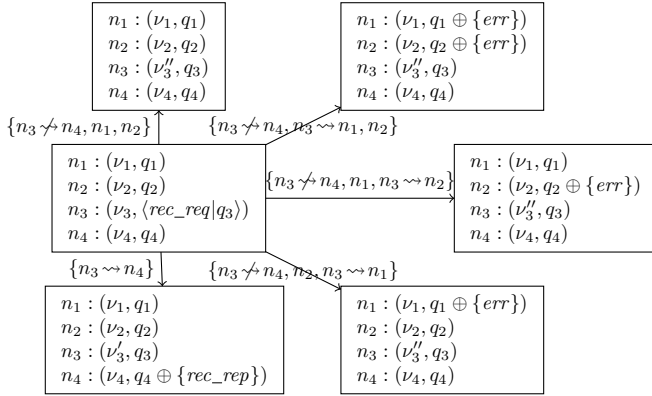 n₁ : (ν₁, q₁)
n₂ : (ν₂, q₂)
n₃ : (ν₃″, q₃)
n₄ : (ν₄, q₄)
n₁ : (ν₁, q₁ ⊕ {err})
n₂ : (ν₂, q₂ ⊕ {err})
n₃ : (ν₃″, q₃)
n₄ : (ν₄, q₄)
{n₃ ↝̸ n₄, n₁, n₂}
{n₃ ↝̸ n₄, n₃ ⇝ n₁, n₂}
n₁ : (ν₁, q₁)
n₂ : (ν₂, q₂)
n₃ : (ν₃, ⟨rec_req|q₃⟩)
n₄ : (ν₄, q₄)
{n₃ ↝̸ n₄, n₁, n₃ ⇝ n₂}
n₁ : (ν₁, q₁)
n₂ : (ν₂, q₂ ⊕ {err})
n₃ : (ν₃″, q₃)
n₄ : (ν₄, q₄)
{n₃ ⇝ n₄}
{n₃ ↝̸ n₄, n₂, n₃ ⇝ n₁}
n₁ : (ν₁, q₁)
n₂ : (ν₂, q₂)
n₃ : (ν₃′, q₃)
n₄ : (ν₄, q₄ ⊕ {rec_rep})
n₁ : (ν₁, q₁ ⊕ {err})
n₂ : (ν₂, q₂)
n₃ : (ν₃″, q₃)
n₄ : (ν₄, q₄)